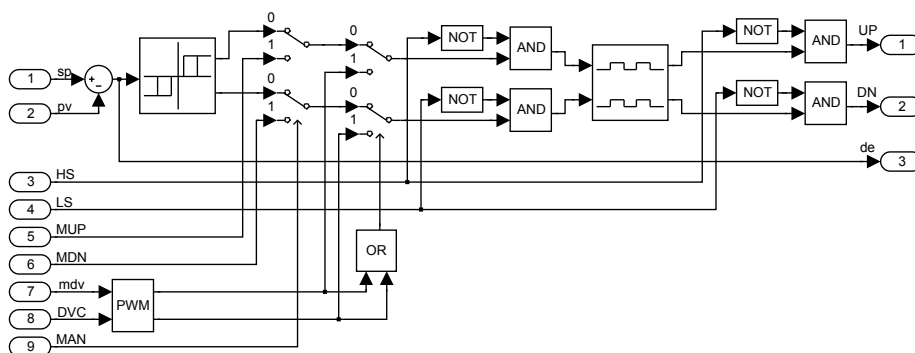 0
0
1
1
NOT
AND
NOT
AND
UP
1
1
sp
+
−
0
0
2
pv
1
1
NOT
AND
NOT
AND
DN
2
de
3
3
HS
4
LS
5
MUP
6
MDN
OR
7
mdv
PWM
8
DVC
9
MAN